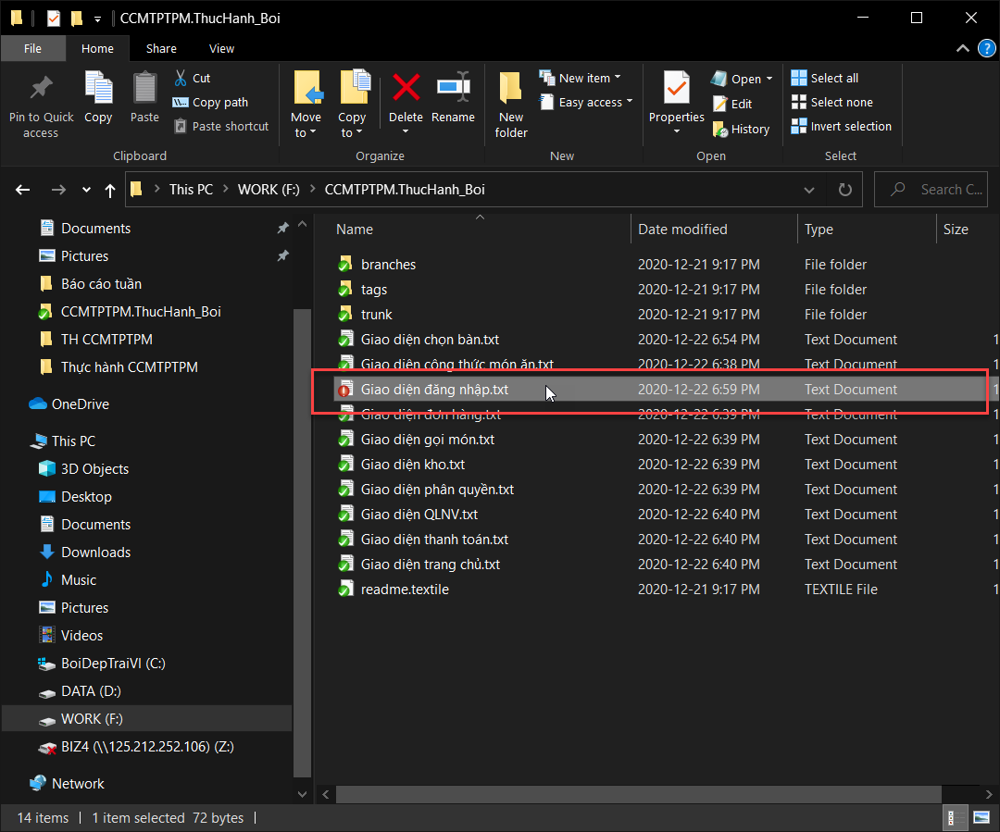 CCMTPTPM.ThucHanh_Boi
File Home Share View
Pin to Quick access
Copy
Paste
Cut
Copy path
Paste shortcut
Move to
Copy to
Delete
Rename
New folder
New item
Easy access
Properties
Open
Edit
History
Select all
Select none
Invert selection
Clipboard Organize New Open Select
This PC > WORK (F:) > CCMTPTPM.ThucHanh_Boi
Search C...
Documents
Pictures
Báo cáo tuần
CCMTPTPM.ThucHanh_Boi
TH CCMTPTPM
Thực hành CCMTPTPM
OneDrive
This PC
3D Objects
Desktop
Documents
Downloads
Music
Pictures
Videos
BoiDepTraiVI (C:)
DATA (D:)
WORK (F:)
BIZ4 (\\125.212.252.106) (Z:)
Network
Name Date modified Type Size
branches 2020-12-21 9:17 PM File folder
tags 2020-12-21 9:17 PM File folder
trunk 2020-12-21 9:17 PM File folder
Giao diện chọn bàn.txt 2020-12-22 6:54 PM Text Document 1
Giao diện công thức món ăn.txt 2020-12-22 6:38 PM Text Document 1
Giao diện đăng nhập.txt 2020-12-22 6:59 PM Text Document 1
Giao diện đơn hàng.txt 2020-12-22 6:39 PM Text Document 1
Giao diện gọi món.txt 2020-12-22 6:39 PM Text Document 1
Giao diện kho.txt 2020-12-22 6:39 PM Text Document 1
Giao diện phân quyền.txt 2020-12-22 6:39 PM Text Document 1
Giao diện QLNV.txt 2020-12-22 6:40 PM Text Document 1
Giao diện thanh toán.txt 2020-12-22 6:40 PM Text Document 1
Giao diện trang chủ.txt 2020-12-22 6:40 PM Text Document 1
readme.textile 2020-12-21 9:17 PM TEXTILE File 1
14 items 1 item selected 72 bytes